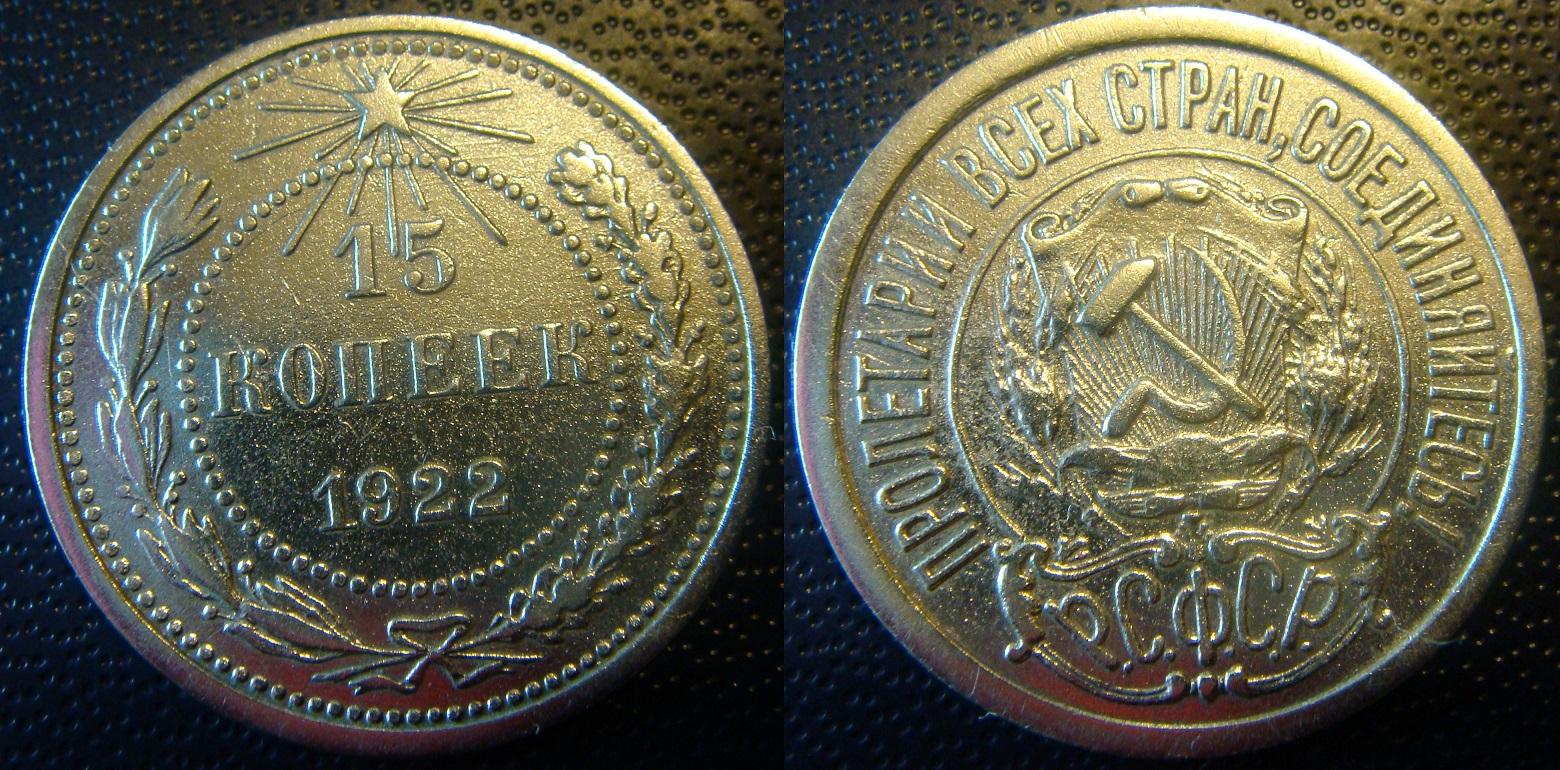 15
КОПЕЕК
1922
ПРОЛЕТАРИИ ВСЕХ СТРАН, СОЕДИНЯЙТЕСЬ!
Р.С.Ф.С.Р.